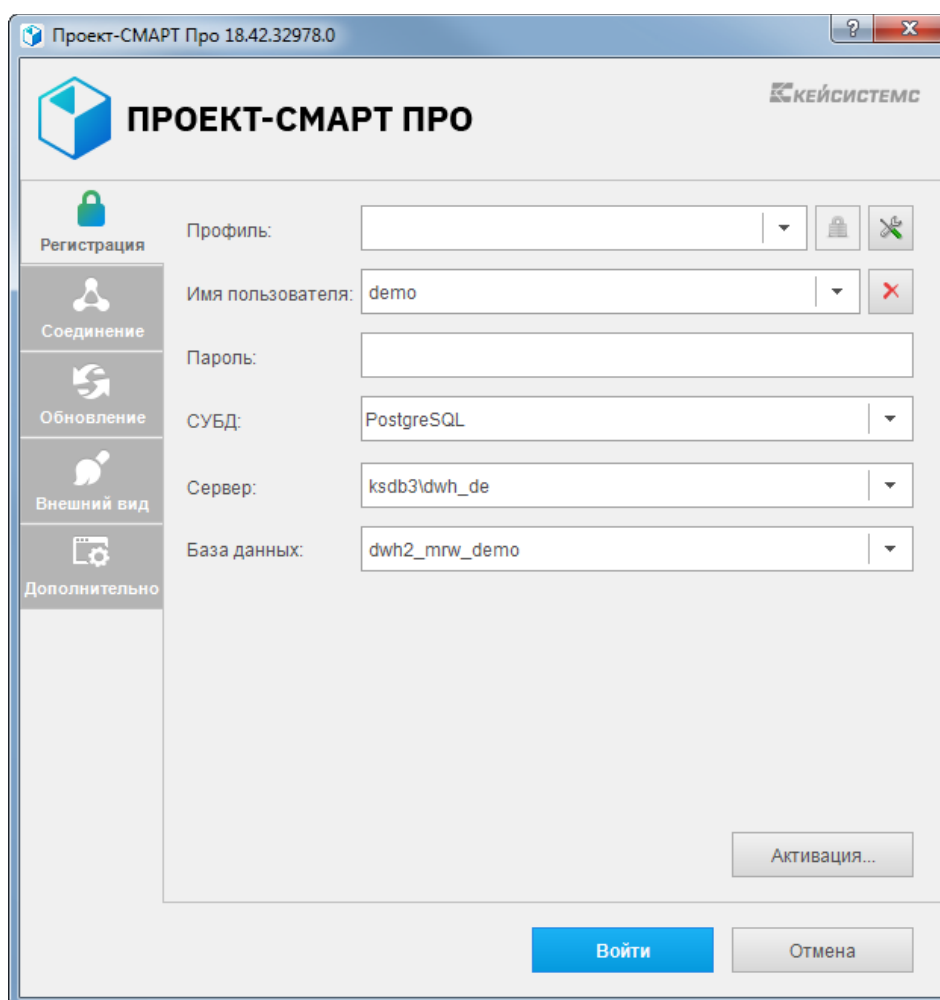 Проект-СМАРТ Про 18.42.32978.0
?
ПРОЕКТ-СМАРТ ПРО
КЕЙСИСТЕМС
Регистрация
Соединение
Обновление
Внешний вид
Дополнительно
Профиль:
Имя пользователя: demo
Пароль:
СУБД: PostgreSQL
Сервер: ksdb3\dwh_de
База данных: dwh2_mrw_demo
Активация...
Войти Отмена